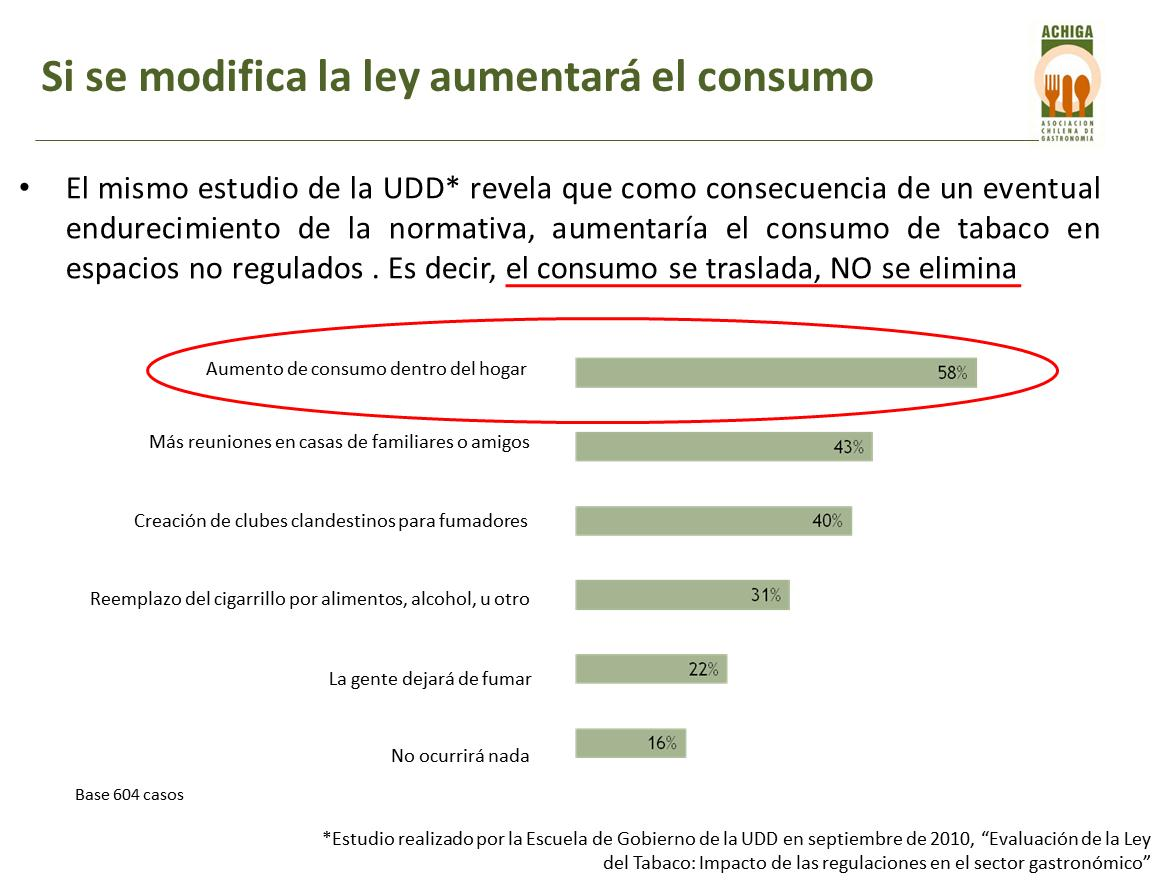 ACHIGA
ASOCIACION
CHILENA DE
GASTRONOMIA
Si se modifica la ley aumentará el consumo
• El mismo estudio de la UDD* revela que como consecuencia de un eventual
endurecimiento de la normativa, aumentaría el consumo de tabaco en
espacios no regulados . Es decir, el consumo se traslada, NO se elimina
Aumento de consumo dentro del hogar 58%
Más reuniones en casas de familiares o amigos 43%
Creación de clubes clandestinos para fumadores 40%
Reemplazo del cigarrillo por alimentos, alcohol, u otro 31%
La gente dejará de fumar 22%
No ocurrirá nada 16%
Base 604 casos
*Estudio realizado por la Escuela de Gobierno de la UDD en septiembre de 2010, “Evaluación de la Ley
del Tabaco: Impacto de las regulaciones en el sector gastronómico”